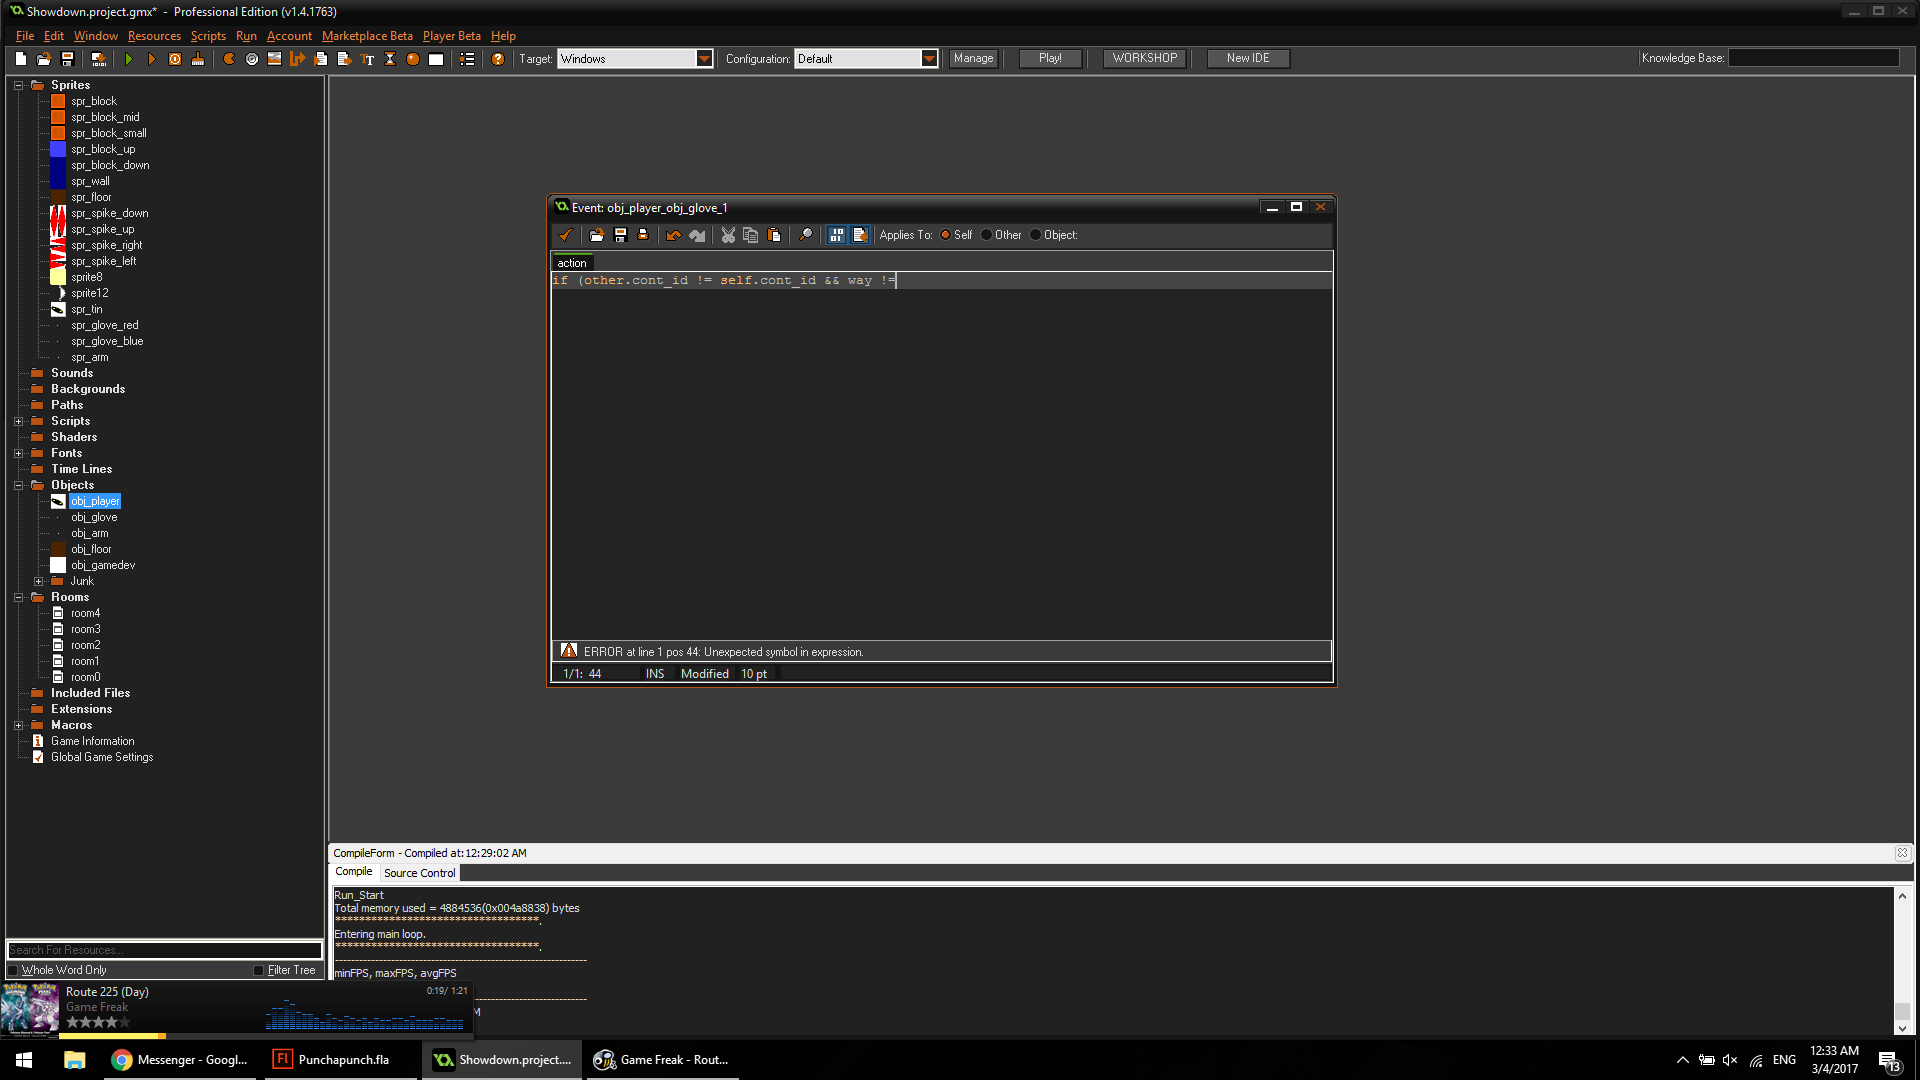 Showdown.project.gmx* - Professional Edition (v1.4.1763)
File Edit Window Resources Scripts Run Account Marketplace Beta Player Beta Help
Target: Windows Configuration: Default Manage Play! WORKSHOP New IDE Knowledge Base:
Sprites
spr_block
spr_block_mid
spr_block_small
spr_block_up
spr_block_down
spr_wall
spr_floor
spr_spike_down
spr_spike_up
spr_spike_right
spr_spike_left
sprite8
sprite12
spr_tin
spr_glove_red
spr_glove_blue
spr_arm
Sounds
Backgrounds
Paths
Scripts
Shaders
Fonts
Time Lines
Objects
obj_player
obj_glove
obj_arm
obj_floor
obj_gamedev
Junk
Rooms
room4
room3
room2
room1
room0
Included Files
Extensions
Macros
Game Information
Global Game Settings
Search For Resources...
Whole Word Only Filter Tree
Event: obj_player_obj_glove_1
Applies To: Self Other Object:
action
if (other.cont_id != self.cont_id && way !=
ERROR at line 1 pos 44: Unexpected symbol in expression.
1/1: 44 INS Modified 10 pt
CompileForm - Compiled at: 12:29:02 AM
Compile Source Control
Run_Start
Total memory used = 4884536(0x004a8838) bytes
**********************************.
Entering main loop.
**********************************.
minFPS, maxFPS, avgFPS
M
Route 225 (Day) 0:19/ 1:21
Game Freak
Messenger - Googl...
Punchapunch.fla
Showdown.project....
Game Freak - Rout...
ENG
12:33 AM
3/4/2017
13